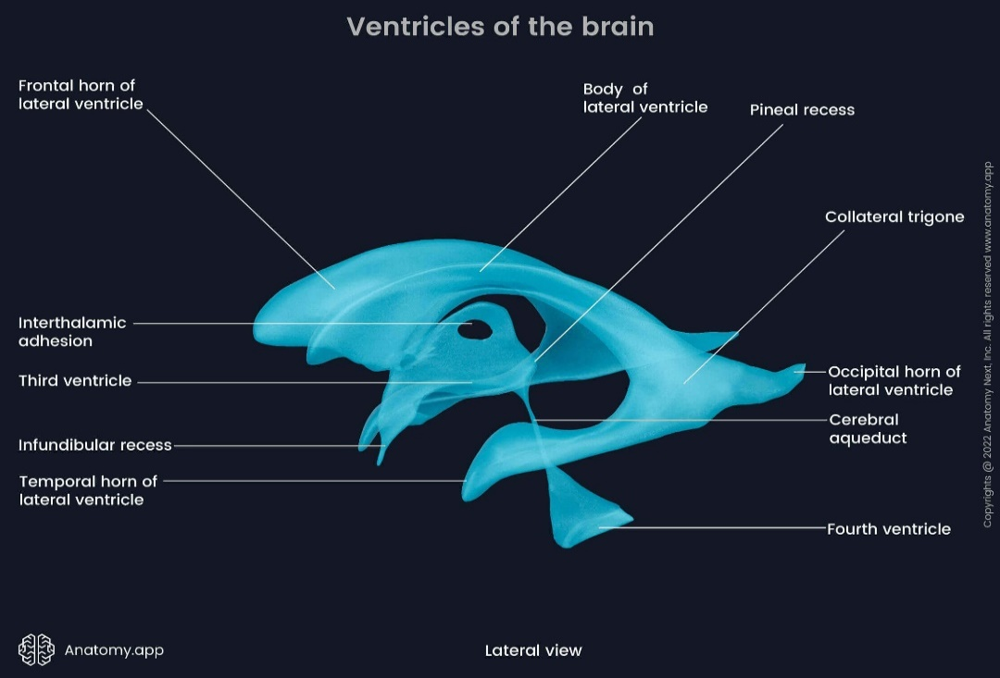 Ventricles of the brain
Frontal horn of
lateral ventricle
Body of
lateral ventricle
Pineal recess
Collateral trigone
Interthalamic
adhesion
Third ventricle
Occipital horn of
lateral ventricle
Cerebral
aqueduct
Infundibular recess
Temporal horn of
lateral ventricle
Fourth ventricle
Anatomy.app
Lateral view
Copyrights @ 2022 Anatomy Next, Inc. All rights reserved www.anatomy.app